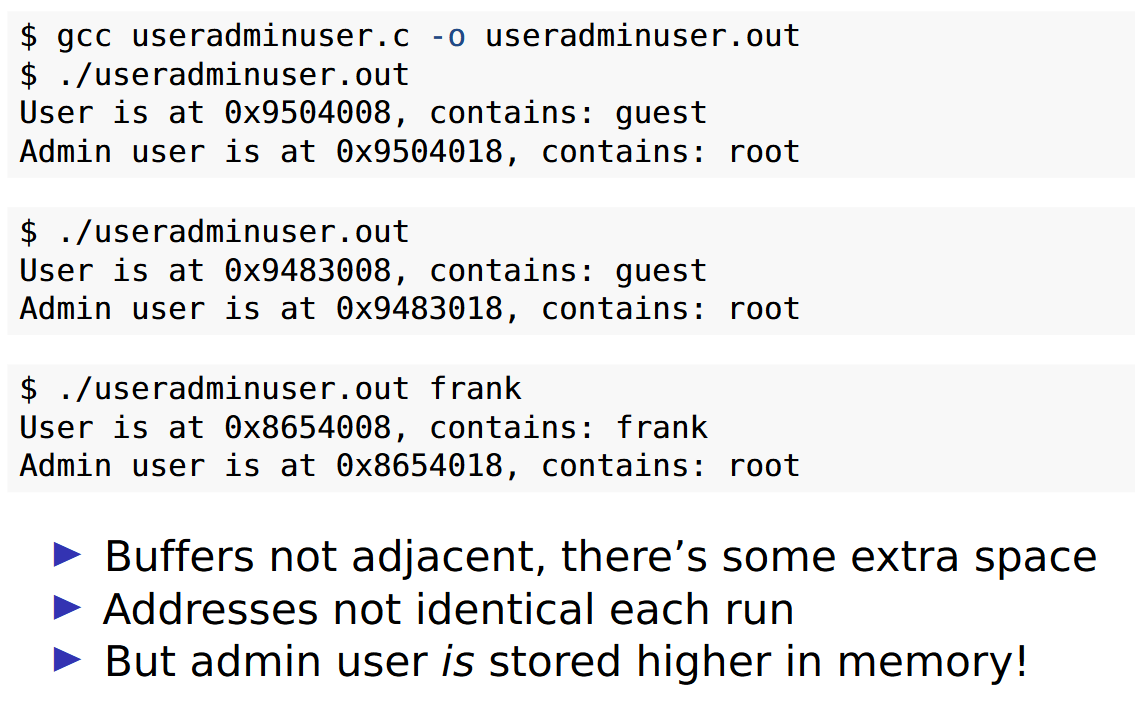 $ gcc useradminuser.c -o useradminuser.out
$ ./useradminuser.out
User is at 0x9504008, contains: guest
Admin user is at 0x9504018, contains: root
$ ./useradminuser.out
User is at 0x9483008, contains: guest
Admin user is at 0x9483018, contains: root
$ ./useradminuser.out frank
User is at 0x8654008, contains: frank
Admin user is at 0x8654018, contains: root
▶ Buffers not adjacent, there’s some extra space
▶ Addresses not identical each run
▶ But admin user is stored higher in memory!